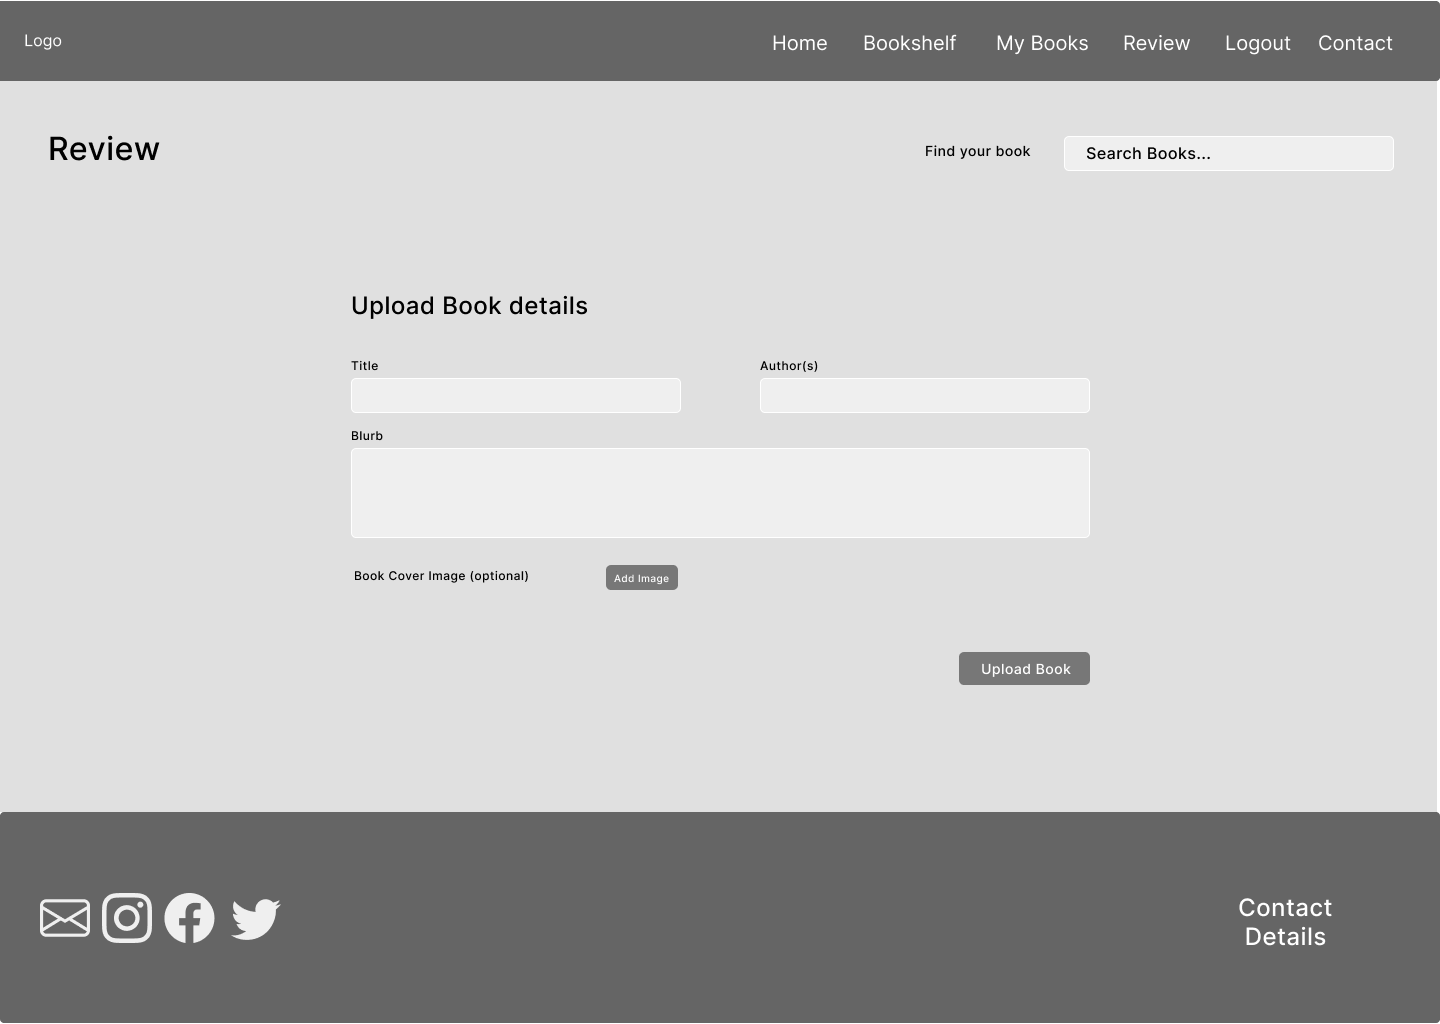 Logo
Home Bookshelf My Books Review Logout Contact
Review
Find your book
Search Books...
Upload Book details
Title
Author(s)
Blurb
Book Cover Image (optional)
Add Image
Upload Book
Contact
Details